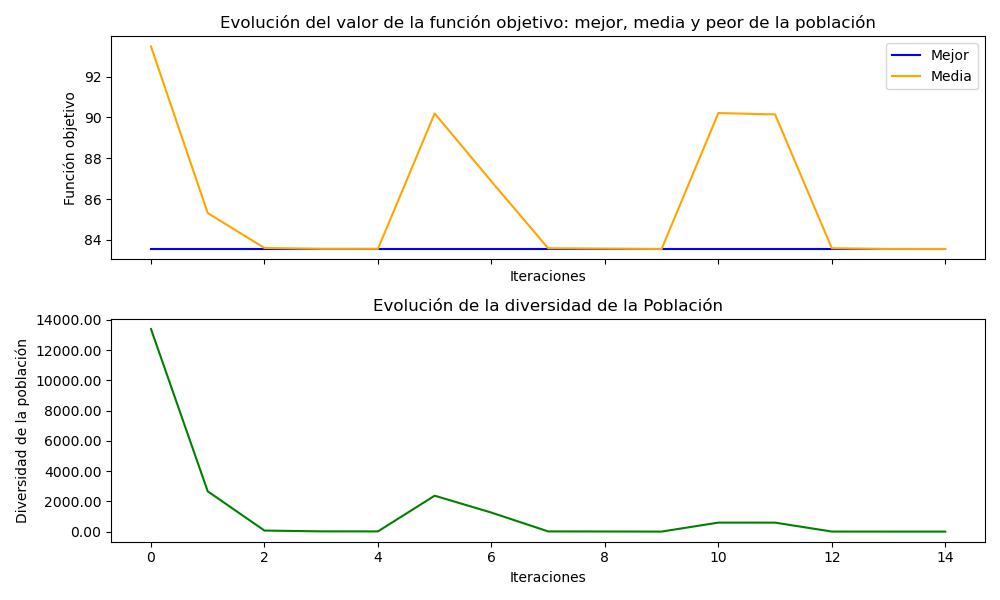 Evolución del valor de la función objetivo: mejor, media y peor de la población
Mejor
Media
92
90
88
86
84
Función objetivo
Iteraciones
Evolución de la diversidad de la Población
14000.00
12000.00
10000.00
8000.00
6000.00
4000.00
2000.00
0.00
Diversidad de la población
0 2 4 6 8 10 12 14
Iteraciones